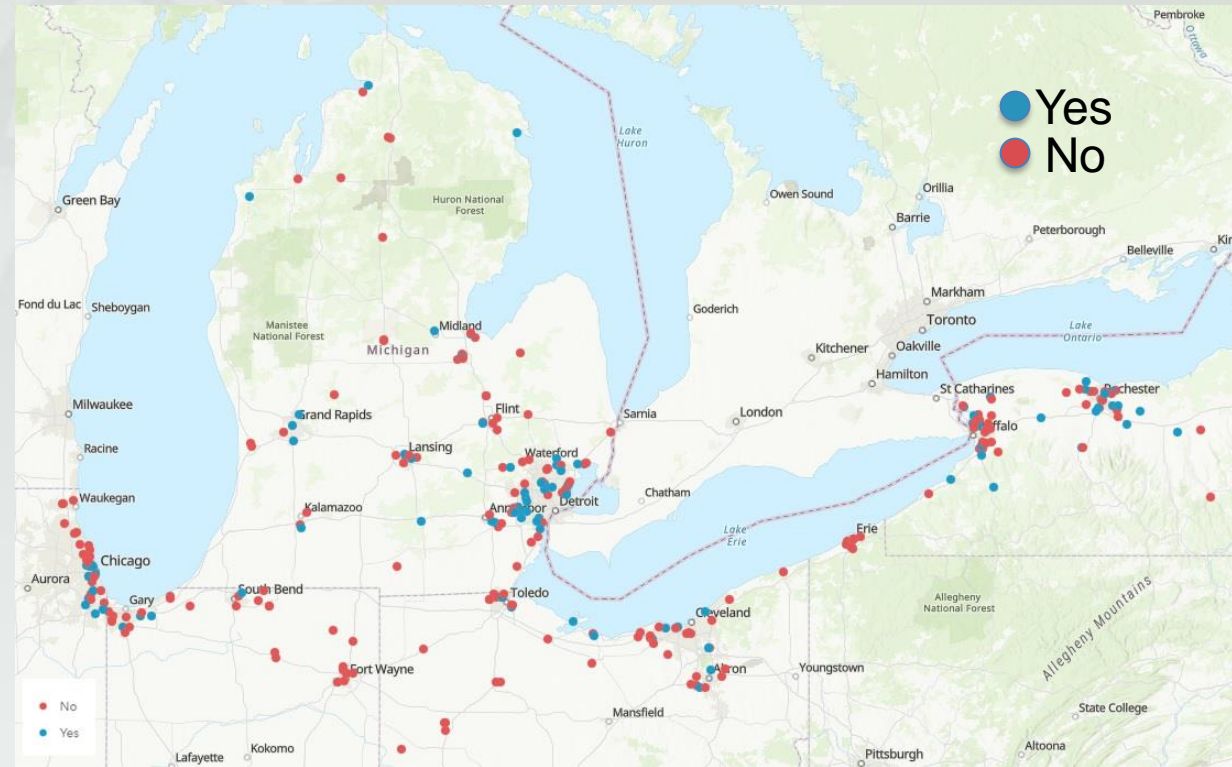 Pembroke
Ottawa
Yes
No
Lake
Huron
Green Bay
Huron National
Forest
Owen Sound
Orillia
Barrie
Peterborough
Belleville
Fond du Lac
Sheboygan
Manistee
National Forest
Midland
Michigan
Goderich
Markham
Toronto
Lake
Ontario
Kitchener
Oakville
Hamilton
St Catharines
Milwaukee
Grand Rapids
Flint
Sarnia
London
Racine
Lansing
Waterford
Waukegan
Kalamazoo
Detroit
Chatham
Lake
Erie
Erie
Chicago
Aurora
Gary
South Bend
Toledo
Cleveland
Allegheny
National Forest
Allegheny Mountains
Fort Wayne
Akron
Youngstown
No
Yes
Mansfield
State College
Lafayette
Kokomo
Pittsburgh
Altoona